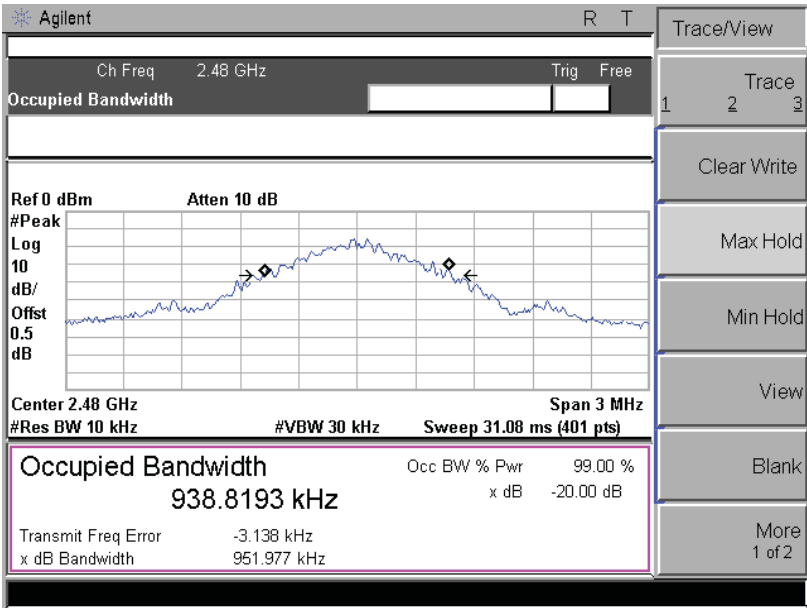 Agilent R T
Ch Freq 2.48 GHz Trig Free
Occupied Bandwidth
Ref 0 dBm Atten 10 dB
#Peak
Log
10
dB/
Offst
0.5
dB
Center 2.48 GHz Span 3 MHz
#Res BW 10 kHz #VBW 30 kHz Sweep 31.08 ms (401 pts)
Occupied Bandwidth Occ BW % Pwr 99.00 %
938.8193 kHz x dB -20.00 dB
Transmit Freq Error -3.138 kHz
x dB Bandwidth 951.977 kHz
Trace/View
Trace
1 2 3
Clear Write
Max Hold
Min Hold
View
Blank
More
1 of 2